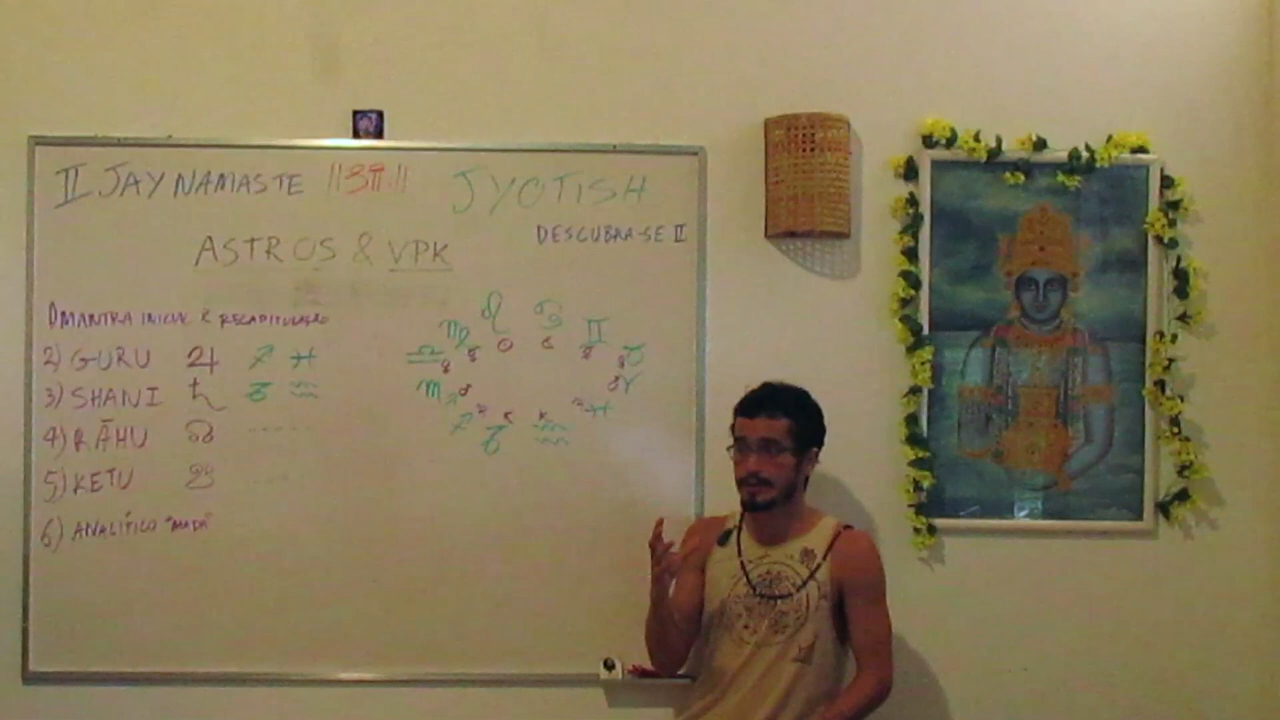 II JAY NAMASTE ||ॐ|| JYOTISH
DESCUBRA-SE II
ASTROS & VPK
1) MANTRA INICIAL & RECAPITULAÇÃO
2) GURU ♃ ♐ ♓
3) SHANI ♄ ♑ ♒
4) RĀHU ☊ ----
5) KETU ☋ ----
6) ANALÍTICO "MAPA"
♎ ♍ ♌ ♋ ♊ ♉
♏ ♈
♐ ♑ ♒ ♓